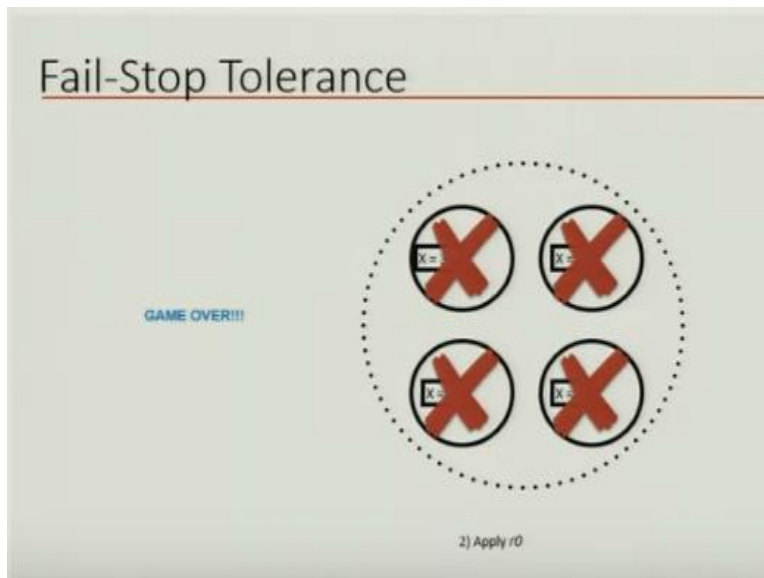 Fail-Stop Tolerance
X =
X =
GAME OVER!!!
X =
X =
2) Apply r0